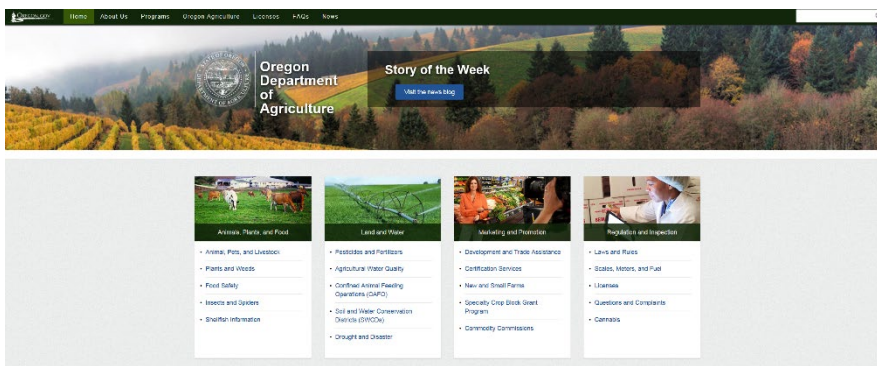 OREGON.GOV
Home About Us Programs Oregon Agriculture Licenses FAQs News
Oregon
Department
of
Agriculture
Story of the Week
Visit the news blog
Animals, Plants, and Food
• Animal, Pets, and Livestock
• Plants and Weeds
• Food Safety
• Insects and Spiders
• Shellfish Information
Land and Water
• Pesticides and Fertilizers
• Agricultural Water Quality
• Confined Animal Feeding
Operations (CAFO)
• Soil and Water Conservation
Districts (SWCDs)
• Drought and Disaster
Marketing and Promotion
• Development and Trade Assistance
• Certification Services
• New and Small Farms
• Specialty Crop Block Grant
Program
• Commodity Commissions
Regulation and Inspection
• Laws and Rules
• Scales, Meters, and Fuel
• Licenses
• Questions and Complaints
• Cannabis